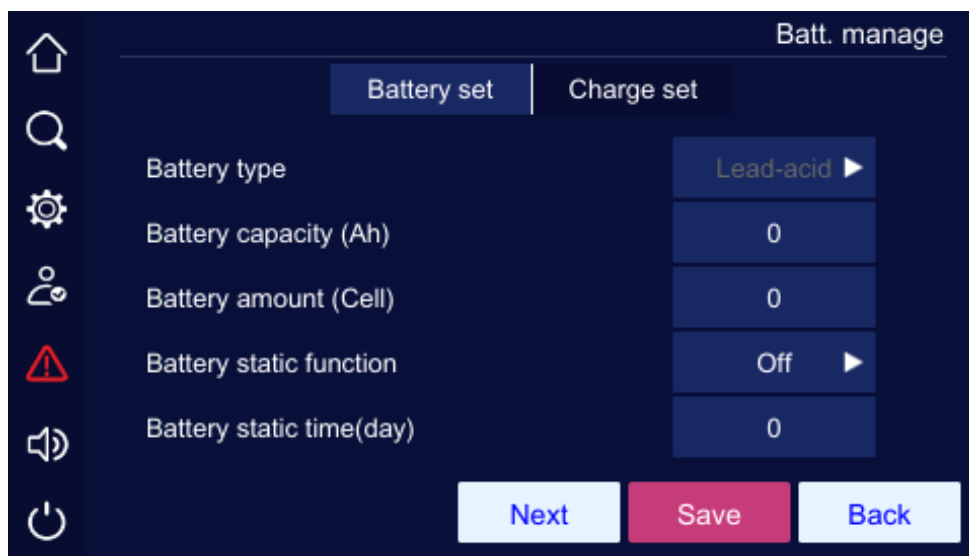 Batt. manage
Battery set Charge set
Battery type Lead-acid
Battery capacity (Ah) 0
Battery amount (Cell) 0
Battery static function Off
Battery static time(day) 0
Next Save Back